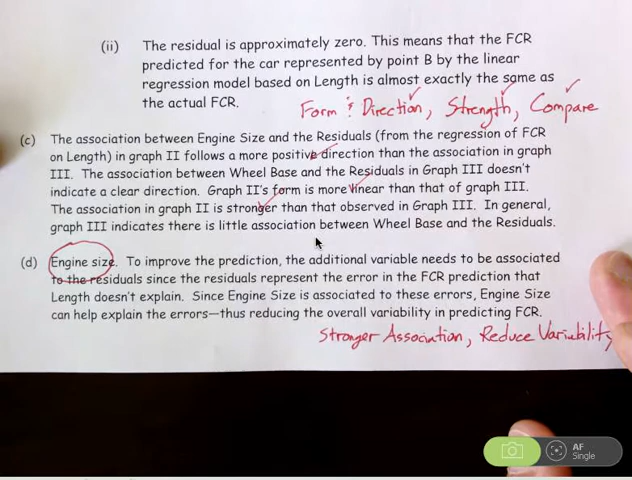 (ii) The residual is approximately zero. This means that the FCR
predicted for the car represented by point B by the linear
regression model based on Length is almost exactly the same as
the actual FCR.
Form & Direction, Strength, Compare
(c) The association between Engine Size and the Residuals (from the regression of FCR
on Length) in graph II follows a more positive direction than the association in graph
III. The association between Wheel Base and the Residuals in Graph III doesn't
indicate a clear direction. Graph II's form is more linear than that of graph III.
The association in graph II is stronger than that observed in Graph III. In general,
graph III indicates there is little association between Wheel Base and the Residuals.
(d) Engine size. To improve the prediction, the additional variable needs to be associated
to the residuals since the residuals represent the error in the FCR prediction that
Length doesn't explain. Since Engine Size is associated to these errors, Engine Size
can help explain the errors—thus reducing the overall variability in predicting FCR.
Stronger Association, Reduce Variability
AF
Single